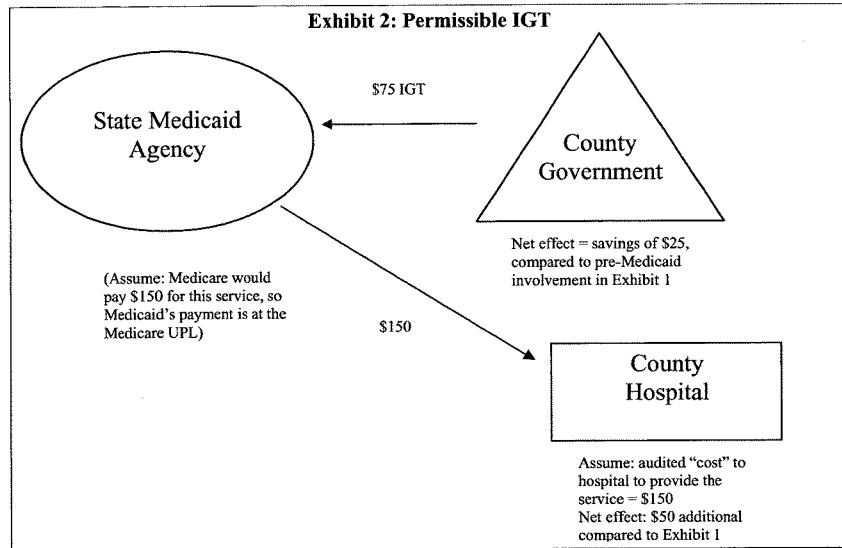 Exhibit 2: Permissible IGT
$75 IGT
State Medicaid
Agency
County
Government
Net effect = savings of $25,
compared to pre-Medicaid
involvement in Exhibit 1
(Assume: Medicare would
pay $150 for this service, so
Medicaid's payment is at the
Medicare UPL)
$150
County
Hospital
Assume: audited “cost” to
hospital to provide the
service = $150
Net effect: $50 additional
compared to Exhibit 1